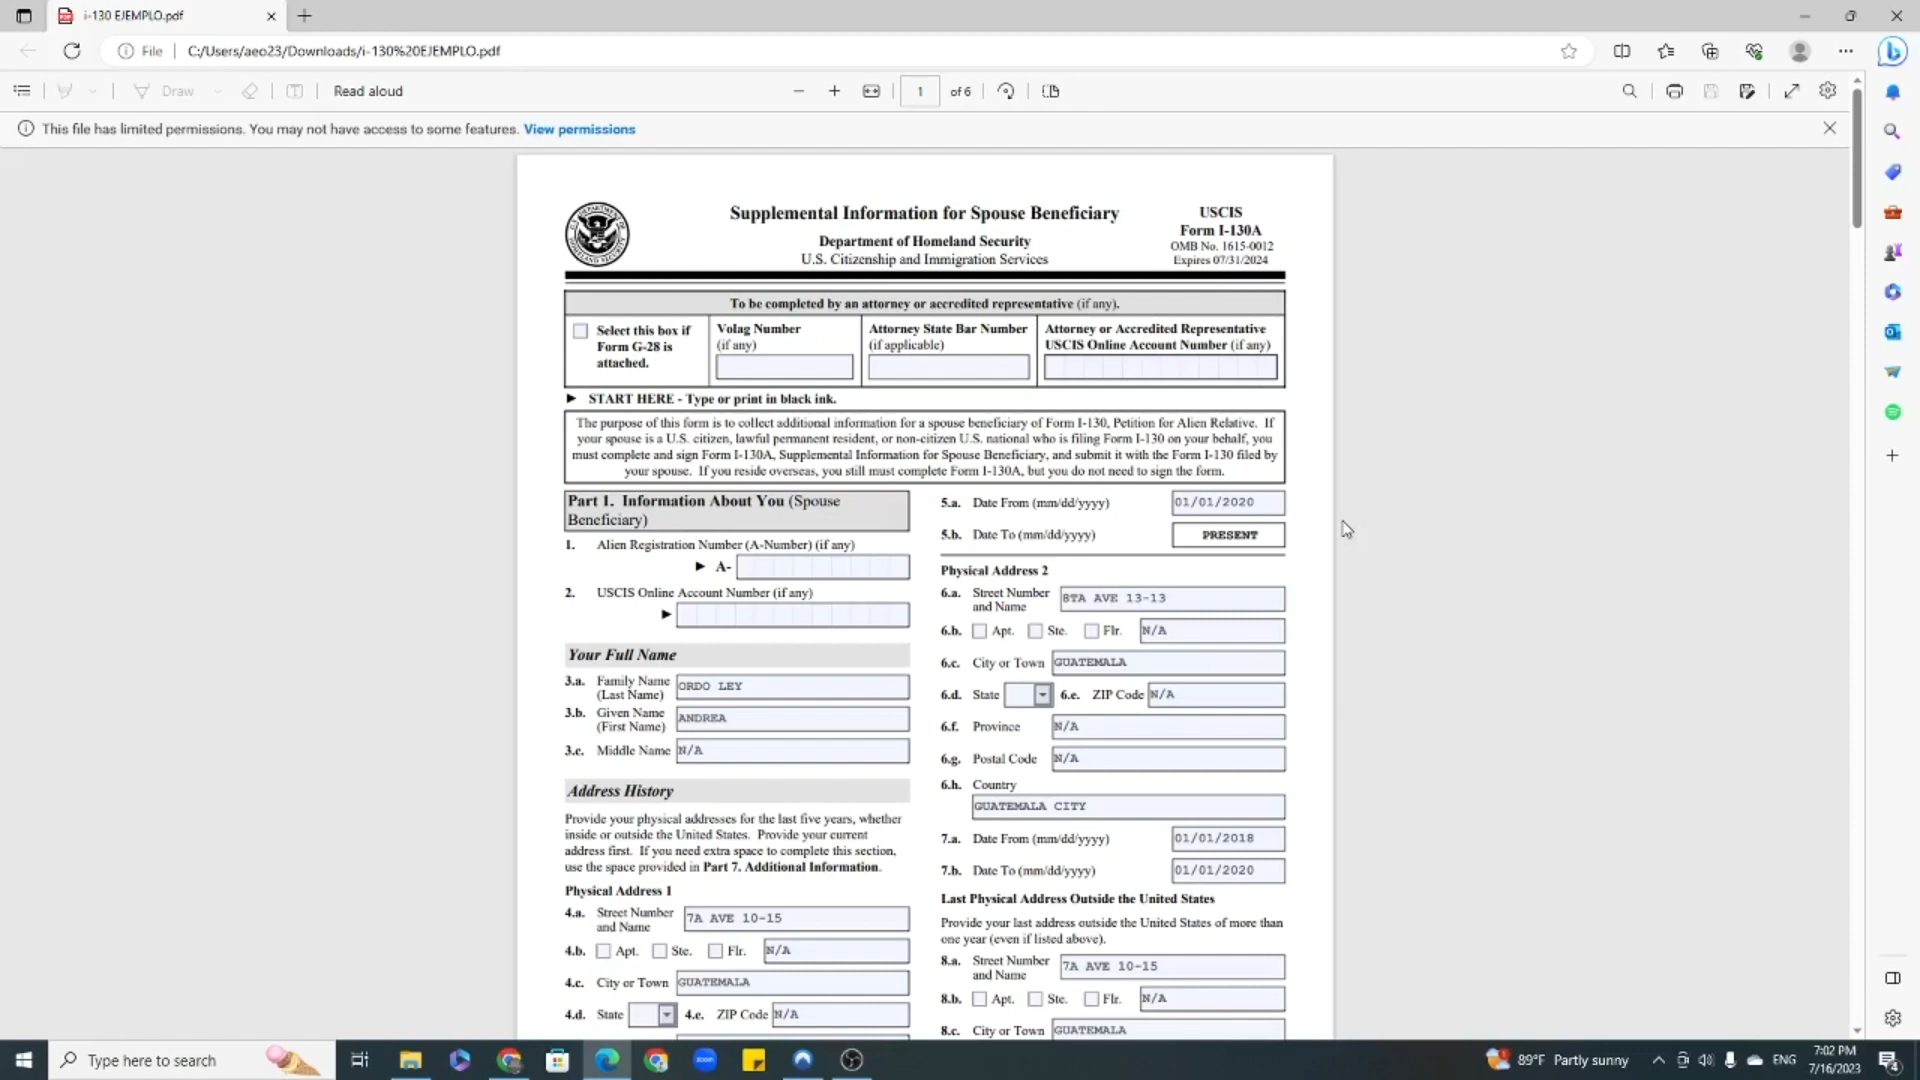 i-130 EJEMPLO.pdf
File C:/Users/aeo23/Downloads/i-130%20EJEMPLO.pdf
Draw Read aloud 1 of 6
This file has limited permissions. You may not have access to some features. View permissions
Supplemental Information for Spouse Beneficiary
Department of Homeland Security
U.S. Citizenship and Immigration Services
USCIS
Form I-130A
OMB No. 1615-0012
Expires 07/31/2024
To be completed by an attorney or accredited representative (if any).
Select this box if
Form G-28 is
attached.
Volag Number
(if any)
Attorney State Bar Number
(if applicable)
Attorney or Accredited Representative
USCIS Online Account Number (if any)
► START HERE - Type or print in black ink.
The purpose of this form is to collect additional information for a spouse beneficiary of Form I-130, Petition for Alien Relative. If
your spouse is a U.S. citizen, lawful permanent resident, or non-citizen U.S. national who is filing Form I-130 on your behalf, you
must complete and sign Form I-130A, Supplemental Information for Spouse Beneficiary, and submit it with the Form I-130 filed by
your spouse. If you reside overseas, you still must complete Form I-130A, but you do not need to sign the form.
Part 1. Information About You (Spouse
Beneficiary)
1. Alien Registration Number (A-Number) (if any)
► A-
2. USCIS Online Account Number (if any)
►
Your Full Name
3.a. Family Name
(Last Name) ORDO LEY
3.b. Given Name
(First Name) ANDREA
3.c. Middle Name N/A
Address History
Provide your physical addresses for the last five years, whether
inside or outside the United States. Provide your current
address first. If you need extra space to complete this section,
use the space provided in Part 7. Additional Information.
Physical Address 1
4.a. Street Number
and Name 7A AVE 10-15
4.b. Apt. Ste. Flr. N/A
4.c. City or Town GUATEMALA
4.d. State 4.e. ZIP Code N/A
5.a. Date From (mm/dd/yyyy) 01/01/2020
5.b. Date To (mm/dd/yyyy) PRESENT
Physical Address 2
6.a. Street Number
and Name 8TA AVE 13-13
6.b. Apt. Ste. Flr. N/A
6.c. City or Town GUATEMALA
6.d. State 6.e. ZIP Code N/A
6.f. Province N/A
6.g. Postal Code N/A
6.h. Country
GUATEMALA CITY
7.a. Date From (mm/dd/yyyy) 01/01/2018
7.b. Date To (mm/dd/yyyy) 01/01/2020
Last Physical Address Outside the United States
Provide your last address outside the United States of more than
one year (even if listed above).
8.a. Street Number
and Name 7A AVE 10-15
8.b. Apt. Ste. Flr. N/A
8.c. City or Town GUATEMALA
Type here to search
zoom
89°F Partly sunny
ENG
7:02 PM
7/16/2023
4